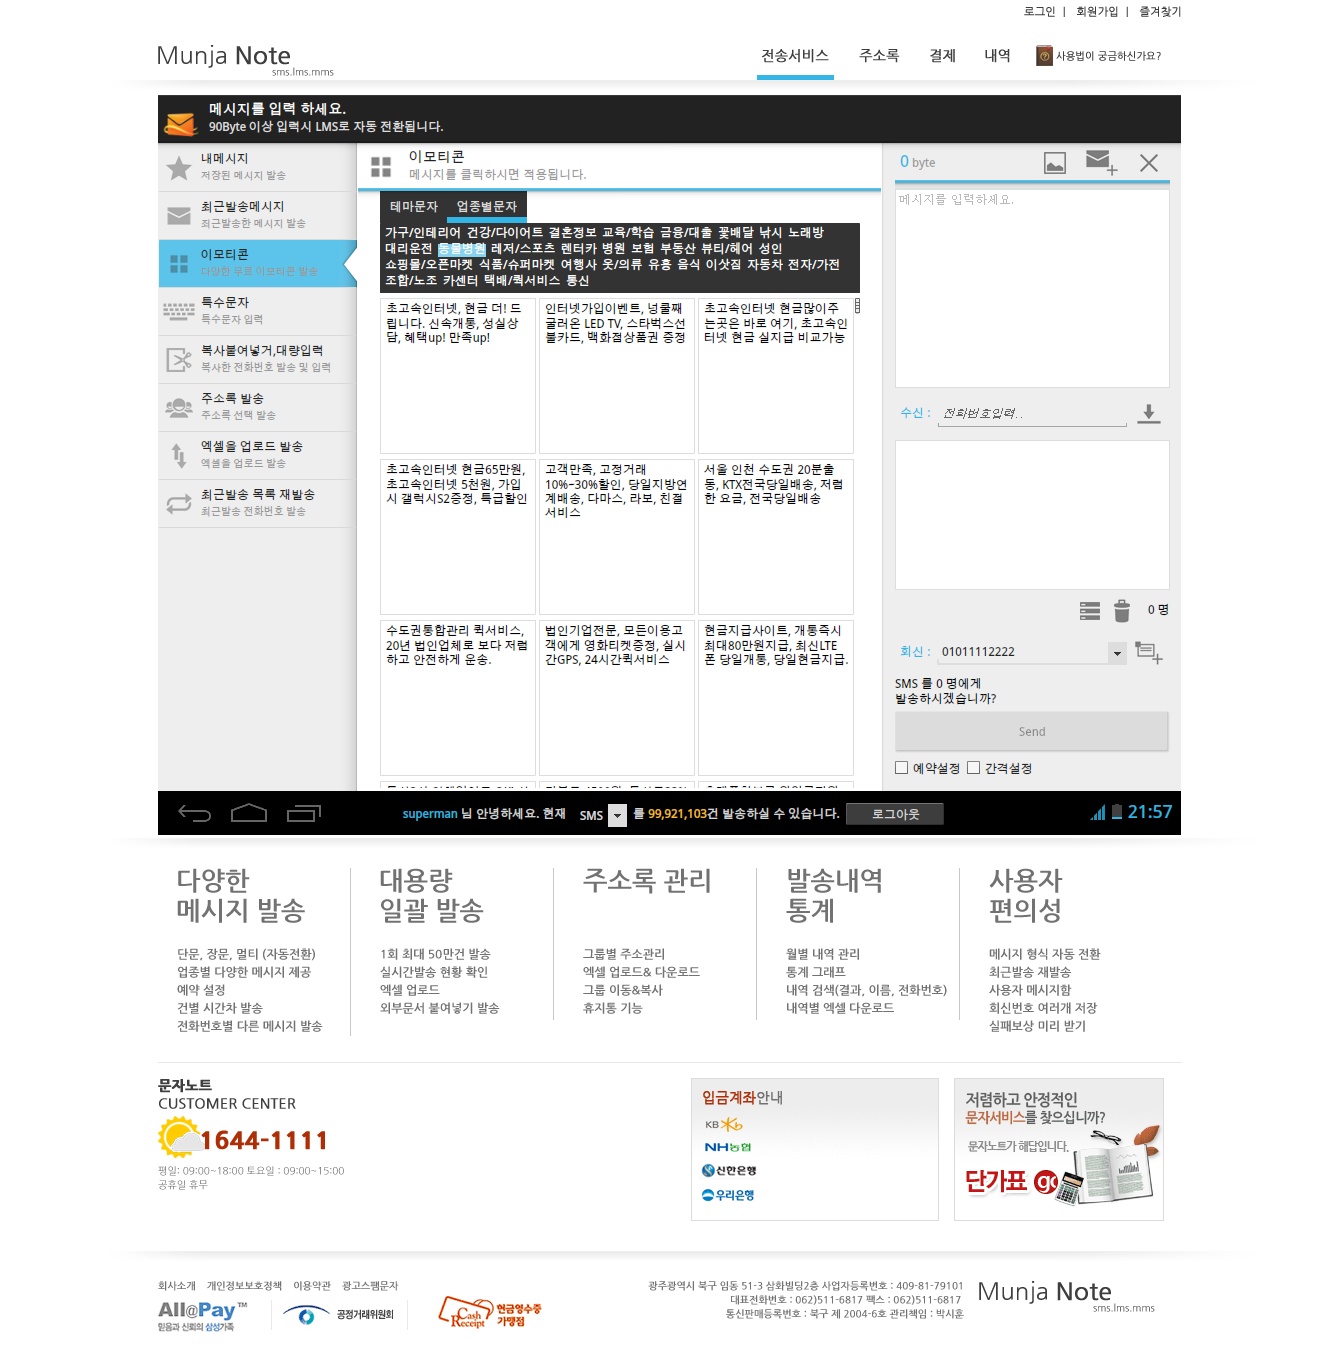 로그인 | 회원가입 | 즐겨찾기
Munja Note
sms.lms.mms
전송서비스 주소록 결제 내역 사용법이 궁금하신가요?
메시지를 입력 하세요.
90Byte 이상 입력시 LMS로 자동 전환됩니다.
내메시지
저장된 메시지 발송
최근발송메시지
최근발송한 메시지 발송
이모티콘
다양한 무료 이모티콘 발송
특수문자
특수문자 입력
복사붙여넣거,대량입력
복사한 전화번호 발송 및 입력
주소록 발송
주소록 선택 발송
엑셀을 업로드 발송
엑셀을 업로드 발송
최근발송 목록 재발송
최근발송 전화번호 발송
이모티콘
메시지를 클릭하시면 적용됩니다.
테마문자 업종별문자
가구/인테리어 건강/다이어트 결혼정보 교육/학습 금융/대출 꽃배달 낚시 노래방
대리운전 동물병원 레저/스포츠 렌터카 병원 보험 부동산 뷰티/헤어 성인
쇼핑몰/오픈마켓 식품/슈퍼마켓 여행사 옷/의류 유흥 음식 이삿짐 자동차 전자/가전
조합/노조 카센터 택배/퀵서비스 통신
초고속인터넷, 현금 더! 드
립니다. 신속개통, 성실상
담, 혜택up! 만족up!
인터넷가입이벤트, 넝쿨째
굴러온 LED TV, 스타벅스선
불카드, 백화점상품권 증정
초고속인터넷 현금많이주
는곳은 바로 여기, 초고속인
터넷 현금 실지급 비교가능
초고속인터넷 현금65만원,
초고속인터넷 5천원, 가입
시 갤럭시S2증정, 특급할인
고객만족, 고정거래
10%~30%할인, 당일지방연
계배송, 다마스, 라보, 친절
서비스
서울 인천 수도권 20분출
동, KTX전국당일배송, 저렴
한 요금, 전국당일배송
수도권통합관리 퀵서비스,
20년 법인업체로 보다 저렴
하고 안전하게 운송.
법인기업전문, 모든이용고
객에게 영화티켓증정, 실시
간GPS, 24시간퀵서비스
현금지급사이트, 개통즉시
최대80만원지급, 최신LTE
폰 당일개통, 당일현금지급.
0 byte
메시지를 입력하세요.
수신 : 전화번호입력..
0 명
회신 : 01011112222
SMS 를 0 명에게
발송하시겠습니까?
Send
예약설정 간격설정
superman 님 안녕하세요. 현재 SMS 를 99,921,103건 발송하실 수 있습니다. 로그아웃
21:57
다양한
메시지 발송
단문, 장문, 멀티 (자동전환)
업종별 다양한 메시지 제공
예약 설정
건별 시간차 발송
전화번호별 다른 메시지 발송
대용량
일괄 발송
1회 최대 50만건 발송
실시간발송 현황 확인
엑셀 업로드
외부문서 붙여넣기 발송
주소록 관리
그룹별 주소관리
엑셀 업로드& 다운로드
그룹 이동&복사
휴지통 기능
발송내역
통계
월별 내역 관리
통계 그래프
내역 검색(결과, 이름, 전화번호)
내역별 엑셀 다운로드
사용자
편의성
메시지 형식 자동 전환
최근발송 재발송
사용자 메시지함
회신번호 여러개 저장
실패보상 미리 받기
문자노트
CUSTOMER CENTER
1644-1111
평일: 09:00~18:00 토요일 : 09:00~15:00
공휴일 휴무
입금계좌안내
KB
NH농협
신한은행
우리은행
저렴하고 안정적인
문자서비스를 찾으십니까?
문자노트가 해답입니다.
단가표 go
회사소개 개인정보보호정책 이용약관 광고스팸문자
All@Pay™
믿음과 신뢰의 삼성가족
공정거래위원회
Cash Receipt
현금영수증
가맹점
광주광역시 북구 임동 51-3 삼화빌딩2층 사업자등록번호 : 409-81-79101
대표전화번호 : 062)511-6817 팩스 : 062)511-6817
통신판매등록번호 : 북구 제 2004-6호 관리책임 : 박시훈
Munja Note
sms.lms.mms